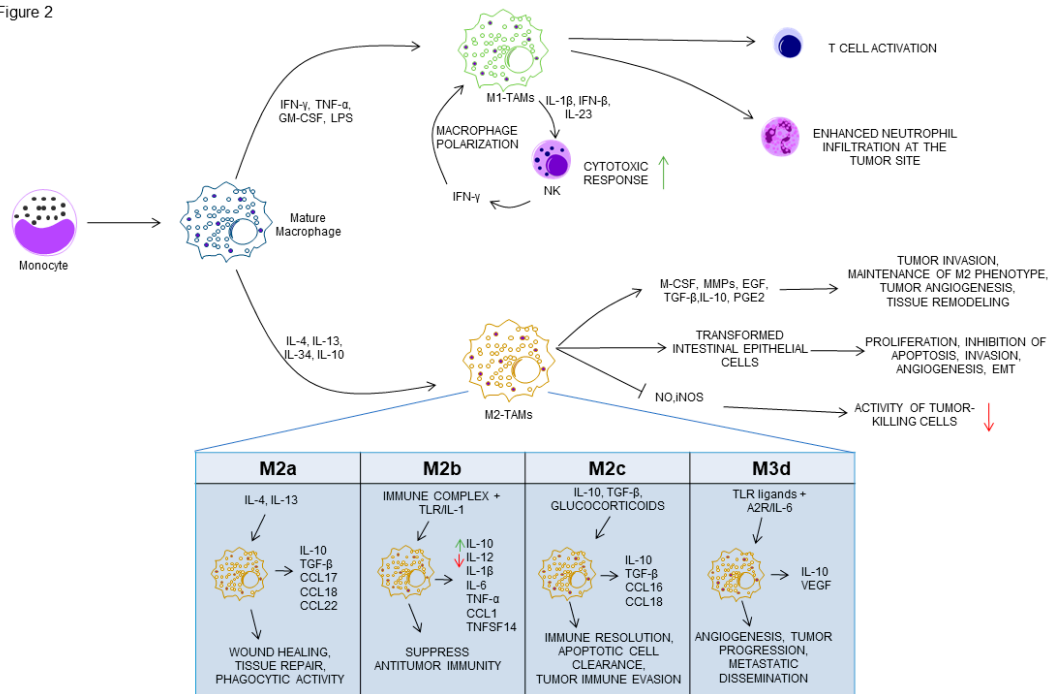 Figure 2
T CELL ACTIVATION
M1-TAMs
IFN-γ, TNF-α,
GM-CSF, LPS
IL-1β, IFN-β,
IL-23
MACROPHAGE
POLARIZATION
ENHANCED NEUTROPHIL
INFILTRATION AT THE
TUMOR SITE
CYTOTOXIC
RESPONSE
NK
IFN-γ
Mature
Macrophage
Monocyte
M-CSF, MMPs, EGF,
TGF-β,IL-10, PGE2
TUMOR INVASION,
MAINTENANCE OF M2 PHENOTYPE,
TUMOR ANGIOGENESIS,
TISSUE REMODELING
IL-4, IL-13,
IL-34, IL-10
TRANSFORMED
INTESTINAL EPITHELIAL
CELLS
PROLIFERATION, INHIBITION OF
APOPTOSIS, INVASION,
ANGIOGENESIS, EMT
M2-TAMs
NO,iNOS
ACTIVITY OF TUMOR-
KILLING CELLS
M2a
IL-4, IL-13
IL-10
TGF-β
CCL17
CCL18
CCL22
WOUND HEALING,
TISSUE REPAIR,
PHAGOCYTIC ACTIVITY
M2b
IMMUNE COMPLEX +
TLR/IL-1
IL-10
IL-12
IL-1β
IL-6
TNF-α
CCL1
TNFSF14
SUPPRESS
ANTITUMOR IMMUNITY
M2c
IL-10, TGF-β,
GLUCOCORTICOIDS
IL-10
TGF-β
CCL16
CCL18
IMMUNE RESOLUTION,
APOPTOTIC CELL
CLEARANCE,
TUMOR IMMUNE EVASION
M3d
TLR ligands +
A2R/IL-6
IL-10
VEGF
ANGIOGENESIS, TUMOR
PROGRESSION,
METASTATIC
DISSEMINATION